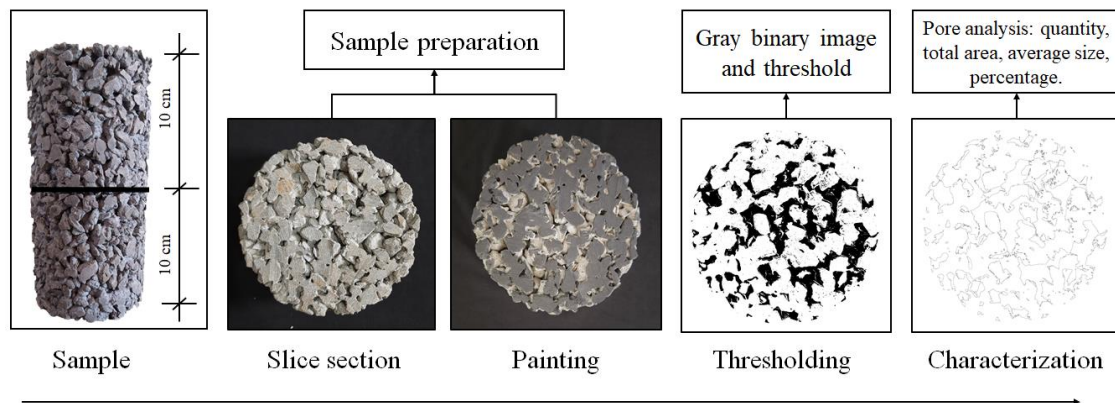 Sample preparation
Gray binary image
and threshold
Pore analysis: quantity,
total area, average size,
percentage.
10 cm
10 cm
Sample
Slice section
Painting
Thresholding
Characterization